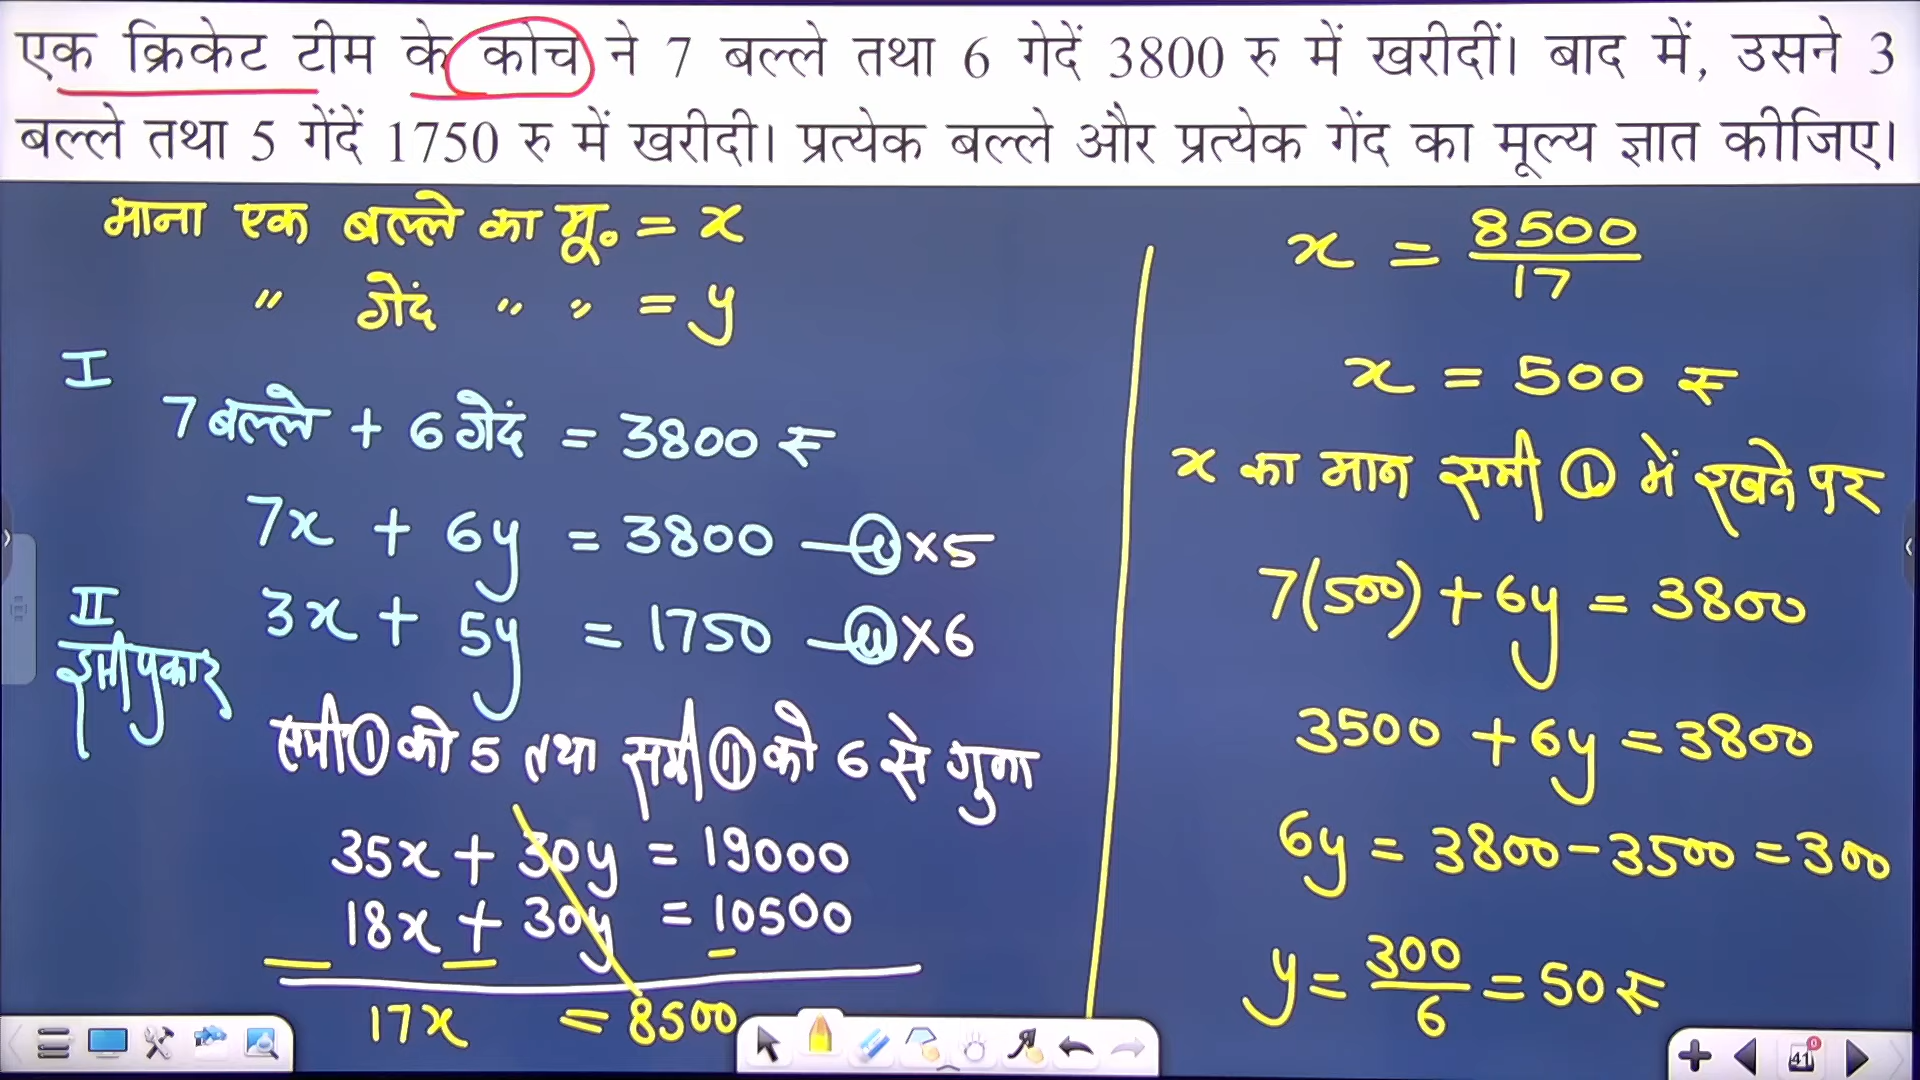 एक क्रिकेट टीम के कोच ने 7 बल्ले तथा 6 गेदें 3800 रु में खरीदीं। बाद में, उसने 3
बल्ले तथा 5 गेंदें 1750 रु में खरीदी। प्रत्येक बल्ले और प्रत्येक गेंद का मूल्य ज्ञात कीजिए।
माना एक बल्ले का मू. = x
" गेंद " " = y
I
7 बल्ले + 6 गेंद = 3800 रु
7x + 6y = 3800 — (i) × 5
II
इसीप्रकार
3x + 5y = 1750 — (ii) × 6
समी (i) को 5 तथा समी (ii) को 6 से गुणा
35x + 30y = 19000
18x + 30y = 10500
17x = 8500
x = 8500/17
x = 500 रु
x का मान समी (i) में रखने पर
7(500) + 6y = 3800
3500 + 6y = 3800
6y = 3800 - 3500 = 300
y = 300/6 = 50 रु
41
0